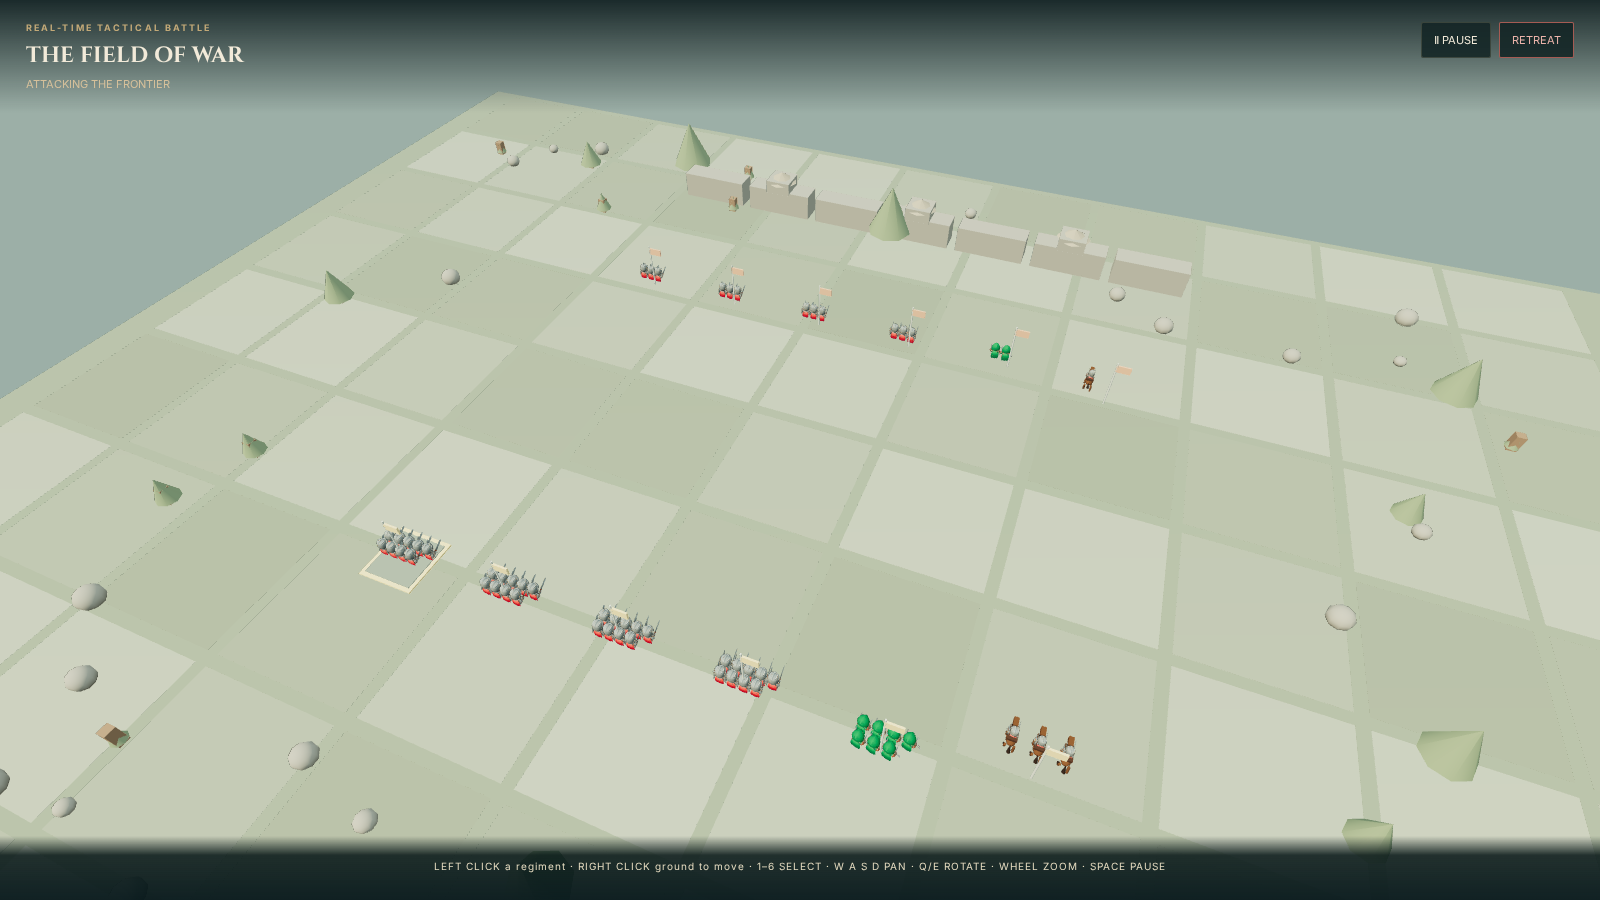 REAL-TIME TACTICAL BATTLE
THE FIELD OF WAR
ATTACKING THE FRONTIER
II PAUSE
RETREAT
LEFT CLICK a regiment · RIGHT CLICK ground to move · 1–6 SELECT · W A S D PAN · Q/E ROTATE · WHEEL ZOOM · SPACE PAUSE